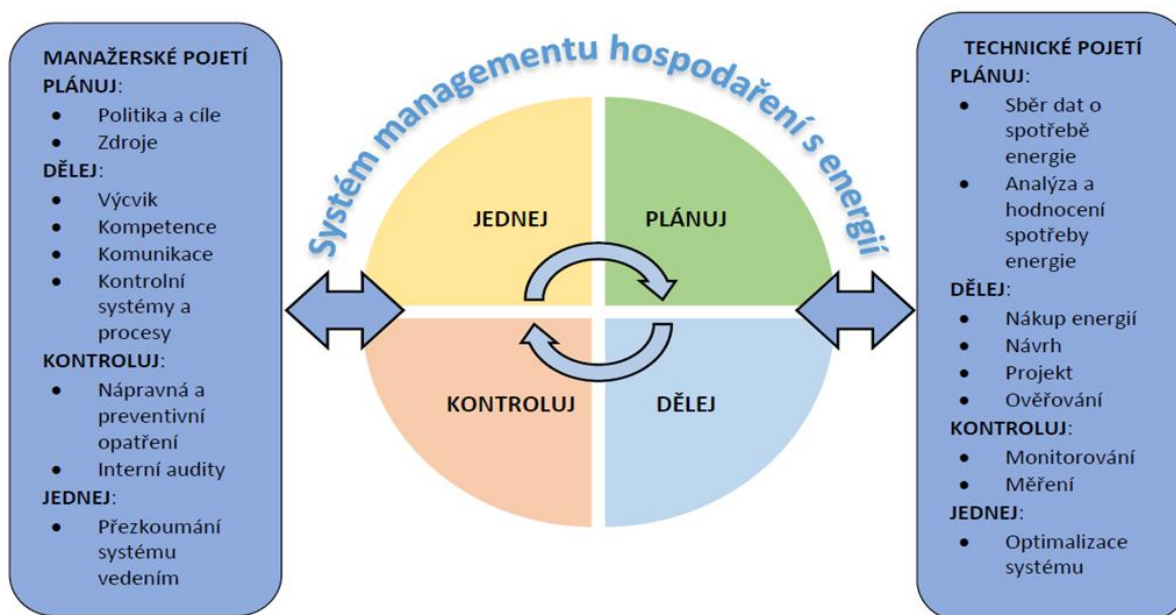 MANAŽERSKÉ POJETÍ
PLÁNUJ:
● Politika a cíle
● Zdroje
DĚLEJ:
● Výcvik
● Kompetence
● Komunikace
● Kontrolní
systémy a
procesy
KONTROLUJ:
● Nápravná a
preventivní
opatření
● Interní audity
JEDNEJ:
● Přezkoumání
systému
vedením
Systém managementu hospodaření s energií
JEDNEJ
PLÁNUJ
KONTROLUJ
DĚLEJ
TECHNICKÉ POJETÍ
PLÁNUJ:
● Sběr dat o
spotřebě
energie
● Analýza a
hodnocení
spotřeby
energie
DĚLEJ:
● Nákup energií
● Návrh
● Projekt
● Ověřování
KONTROLUJ:
● Monitorování
● Měření
JEDNEJ:
● Optimalizace
systému